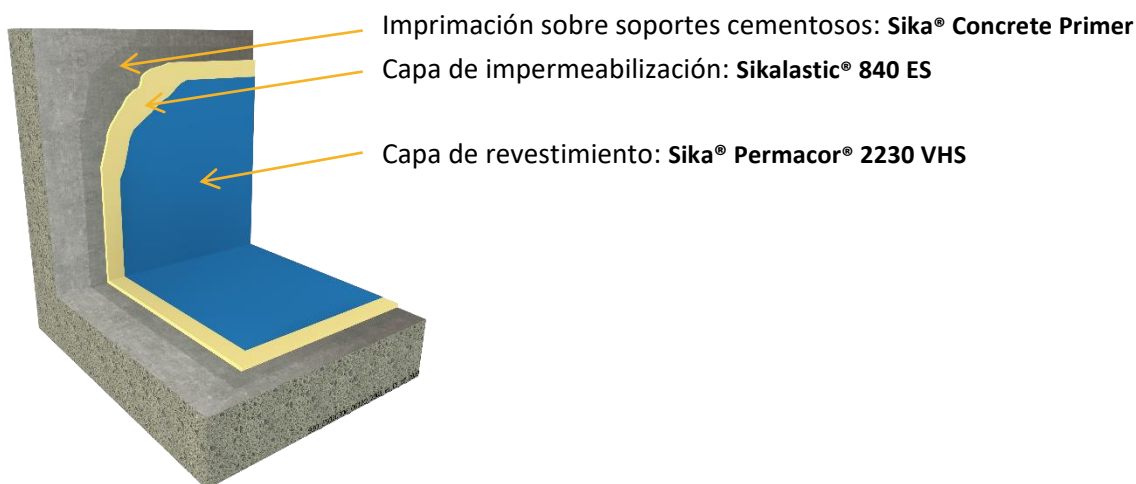 Imprimación sobre soportes cementosos: Sika® Concrete Primer
Capa de impermeabilización: Sikalastic® 840 ES
Capa de revestimiento: Sika® Permacor® 2230 VHS